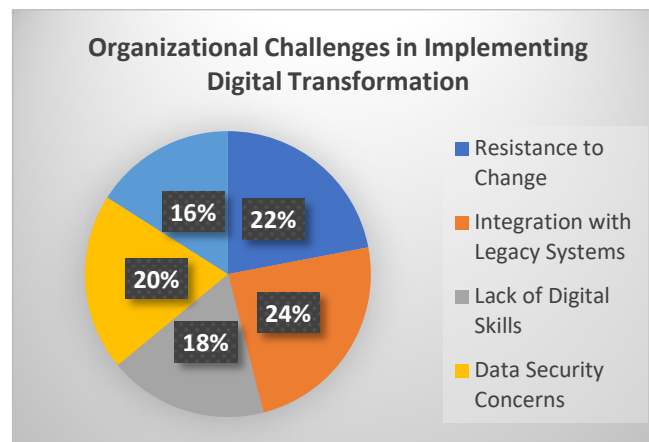 Organizational Challenges in Implementing
Digital Transformation
16%
22%
20%
24%
18%
Resistance to
Change
Integration with
Legacy Systems
Lack of Digital
Skills
Data Security
Concerns